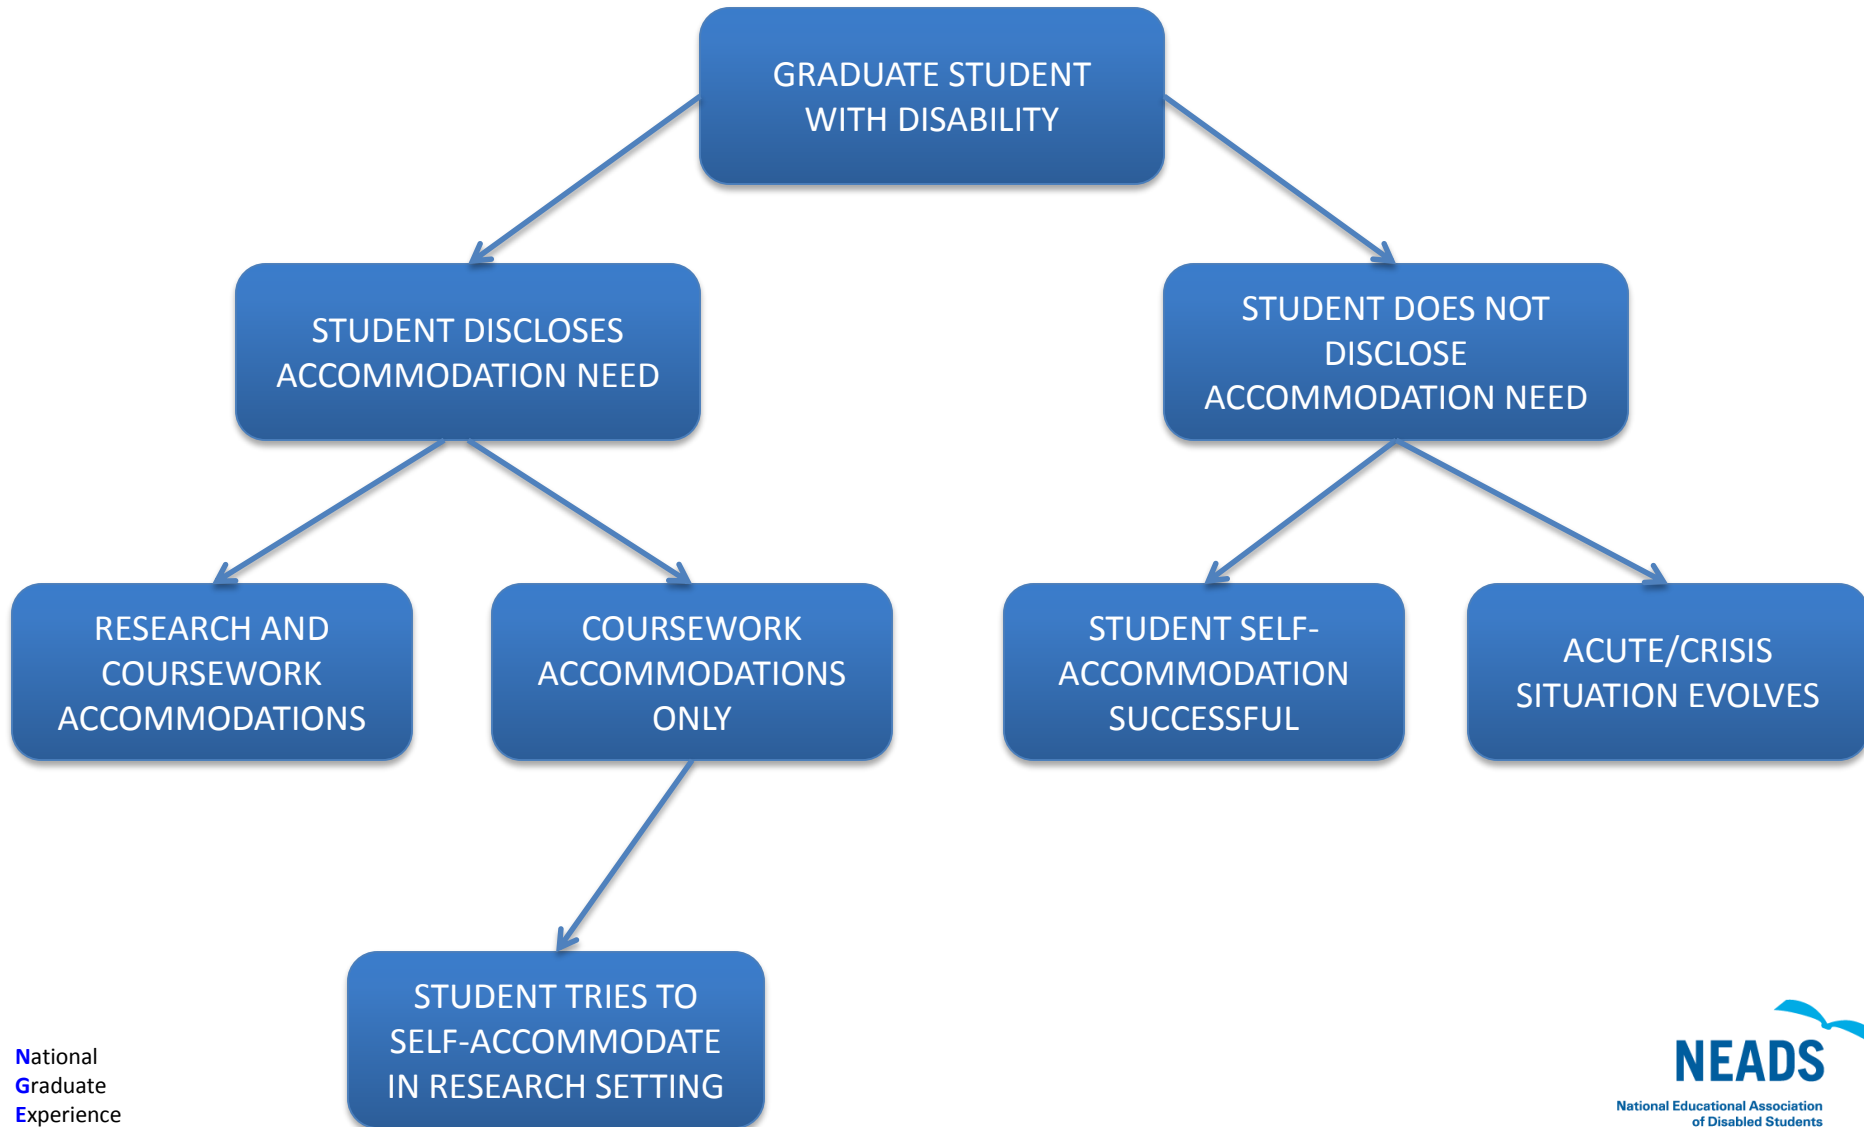 GRADUATE STUDENT
WITH DISABILITY
STUDENT DISCLOSES
ACCOMMODATION NEED
STUDENT DOES NOT
DISCLOSE
ACCOMMODATION NEED
RESEARCH AND
COURSEWORK
ACCOMMODATIONS
COURSEWORK
ACCOMMODATIONS
ONLY
STUDENT SELF-
ACCOMMODATION
SUCCESSFUL
ACUTE/CRISIS
SITUATION EVOLVES
STUDENT TRIES TO
SELF-ACCOMMODATE
IN RESEARCH SETTING
National
Graduate
Experience
NEADS
National Educational Association
of Disabled Students